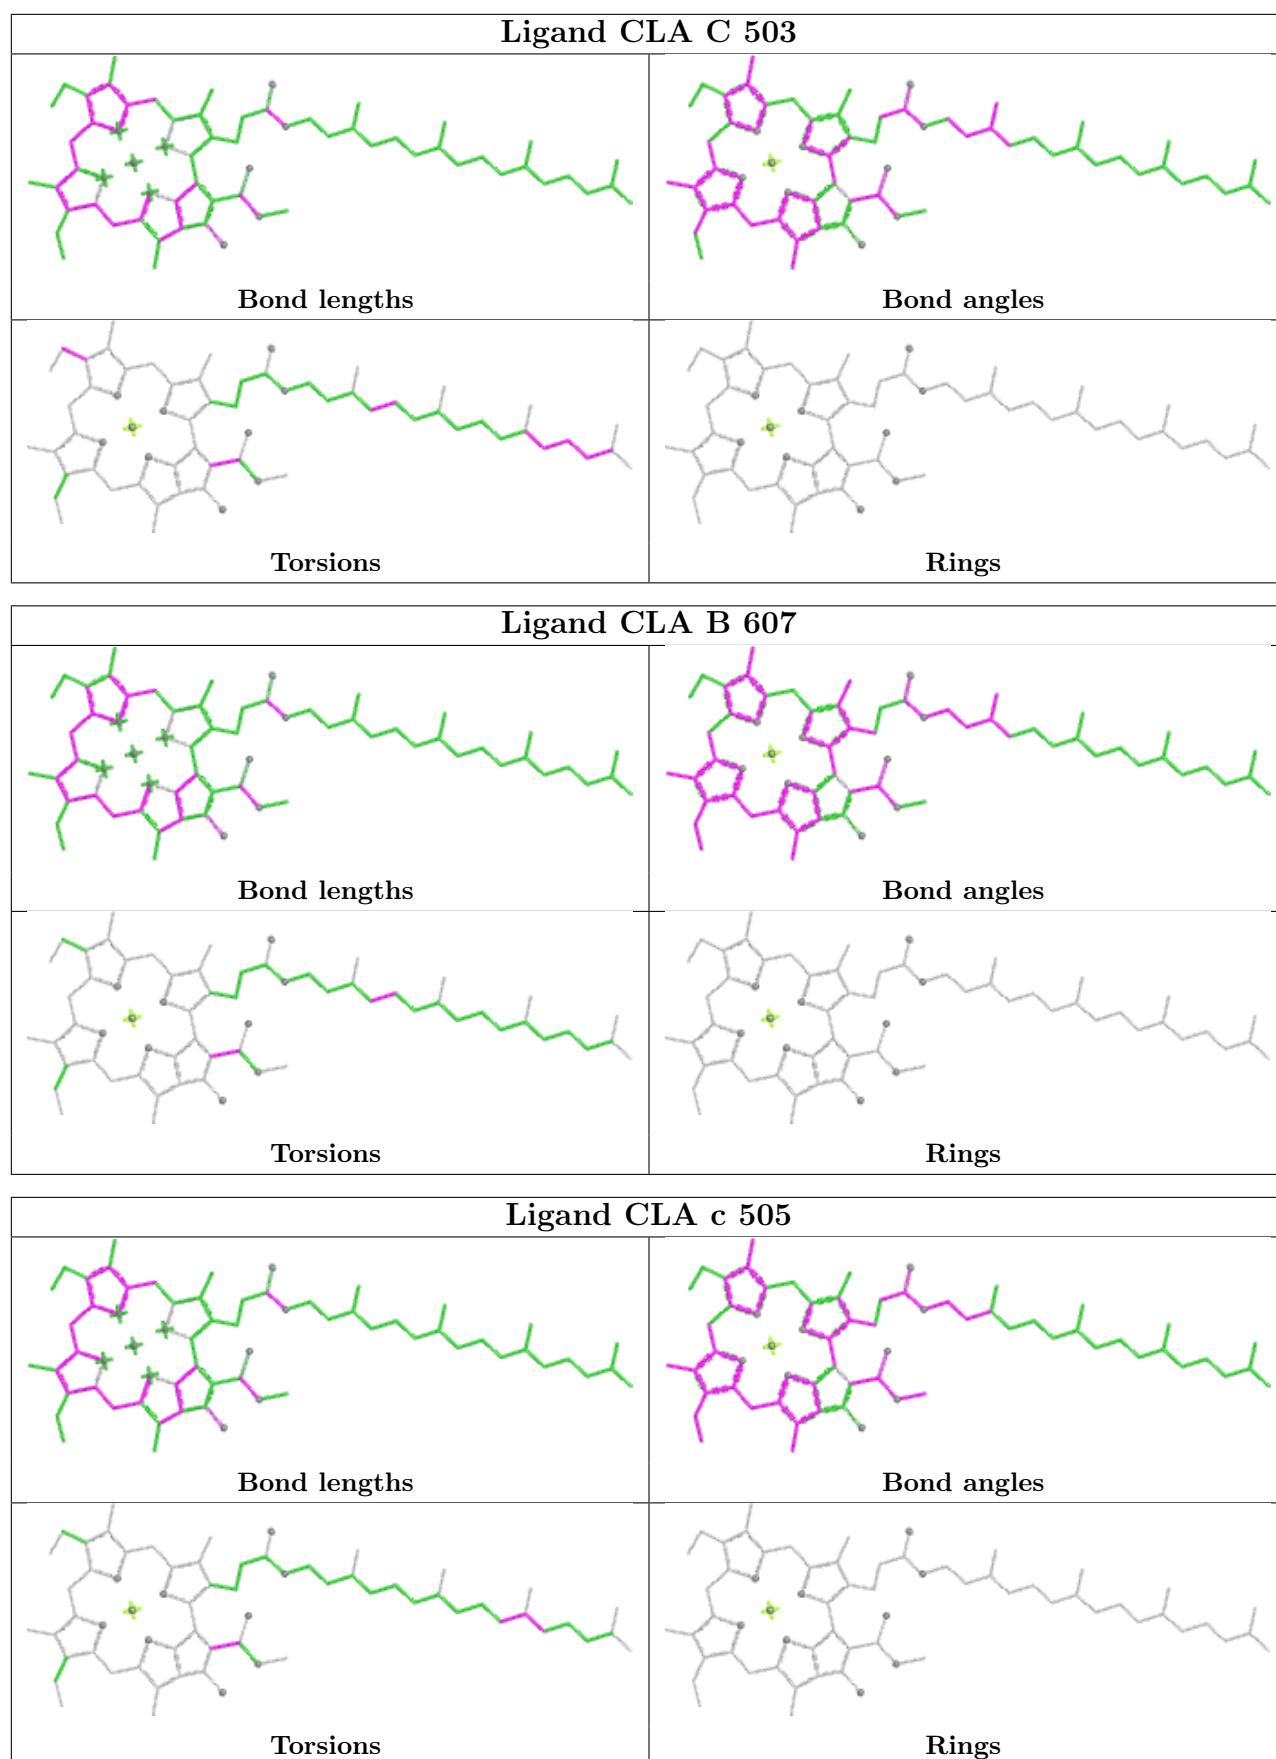 Ligand CLA C 503
Bond lengths
Bond angles
Torsions
Rings
Ligand CLA B 607
Bond lengths
Bond angles
Torsions
Rings
Ligand CLA c 505
Bond lengths
Bond angles
Torsions
Rings